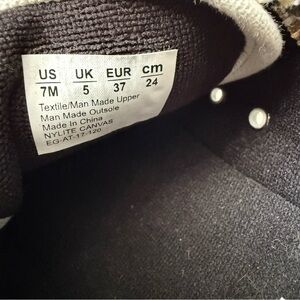 US UK EUR cm
7M 5 37 24
Textile/Man Made Upper
Man Made Outsole
Made In China
NYLITE CANVAS
EG-AT-17-120